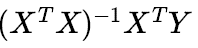 (X^T X)^{-1} X^T Y